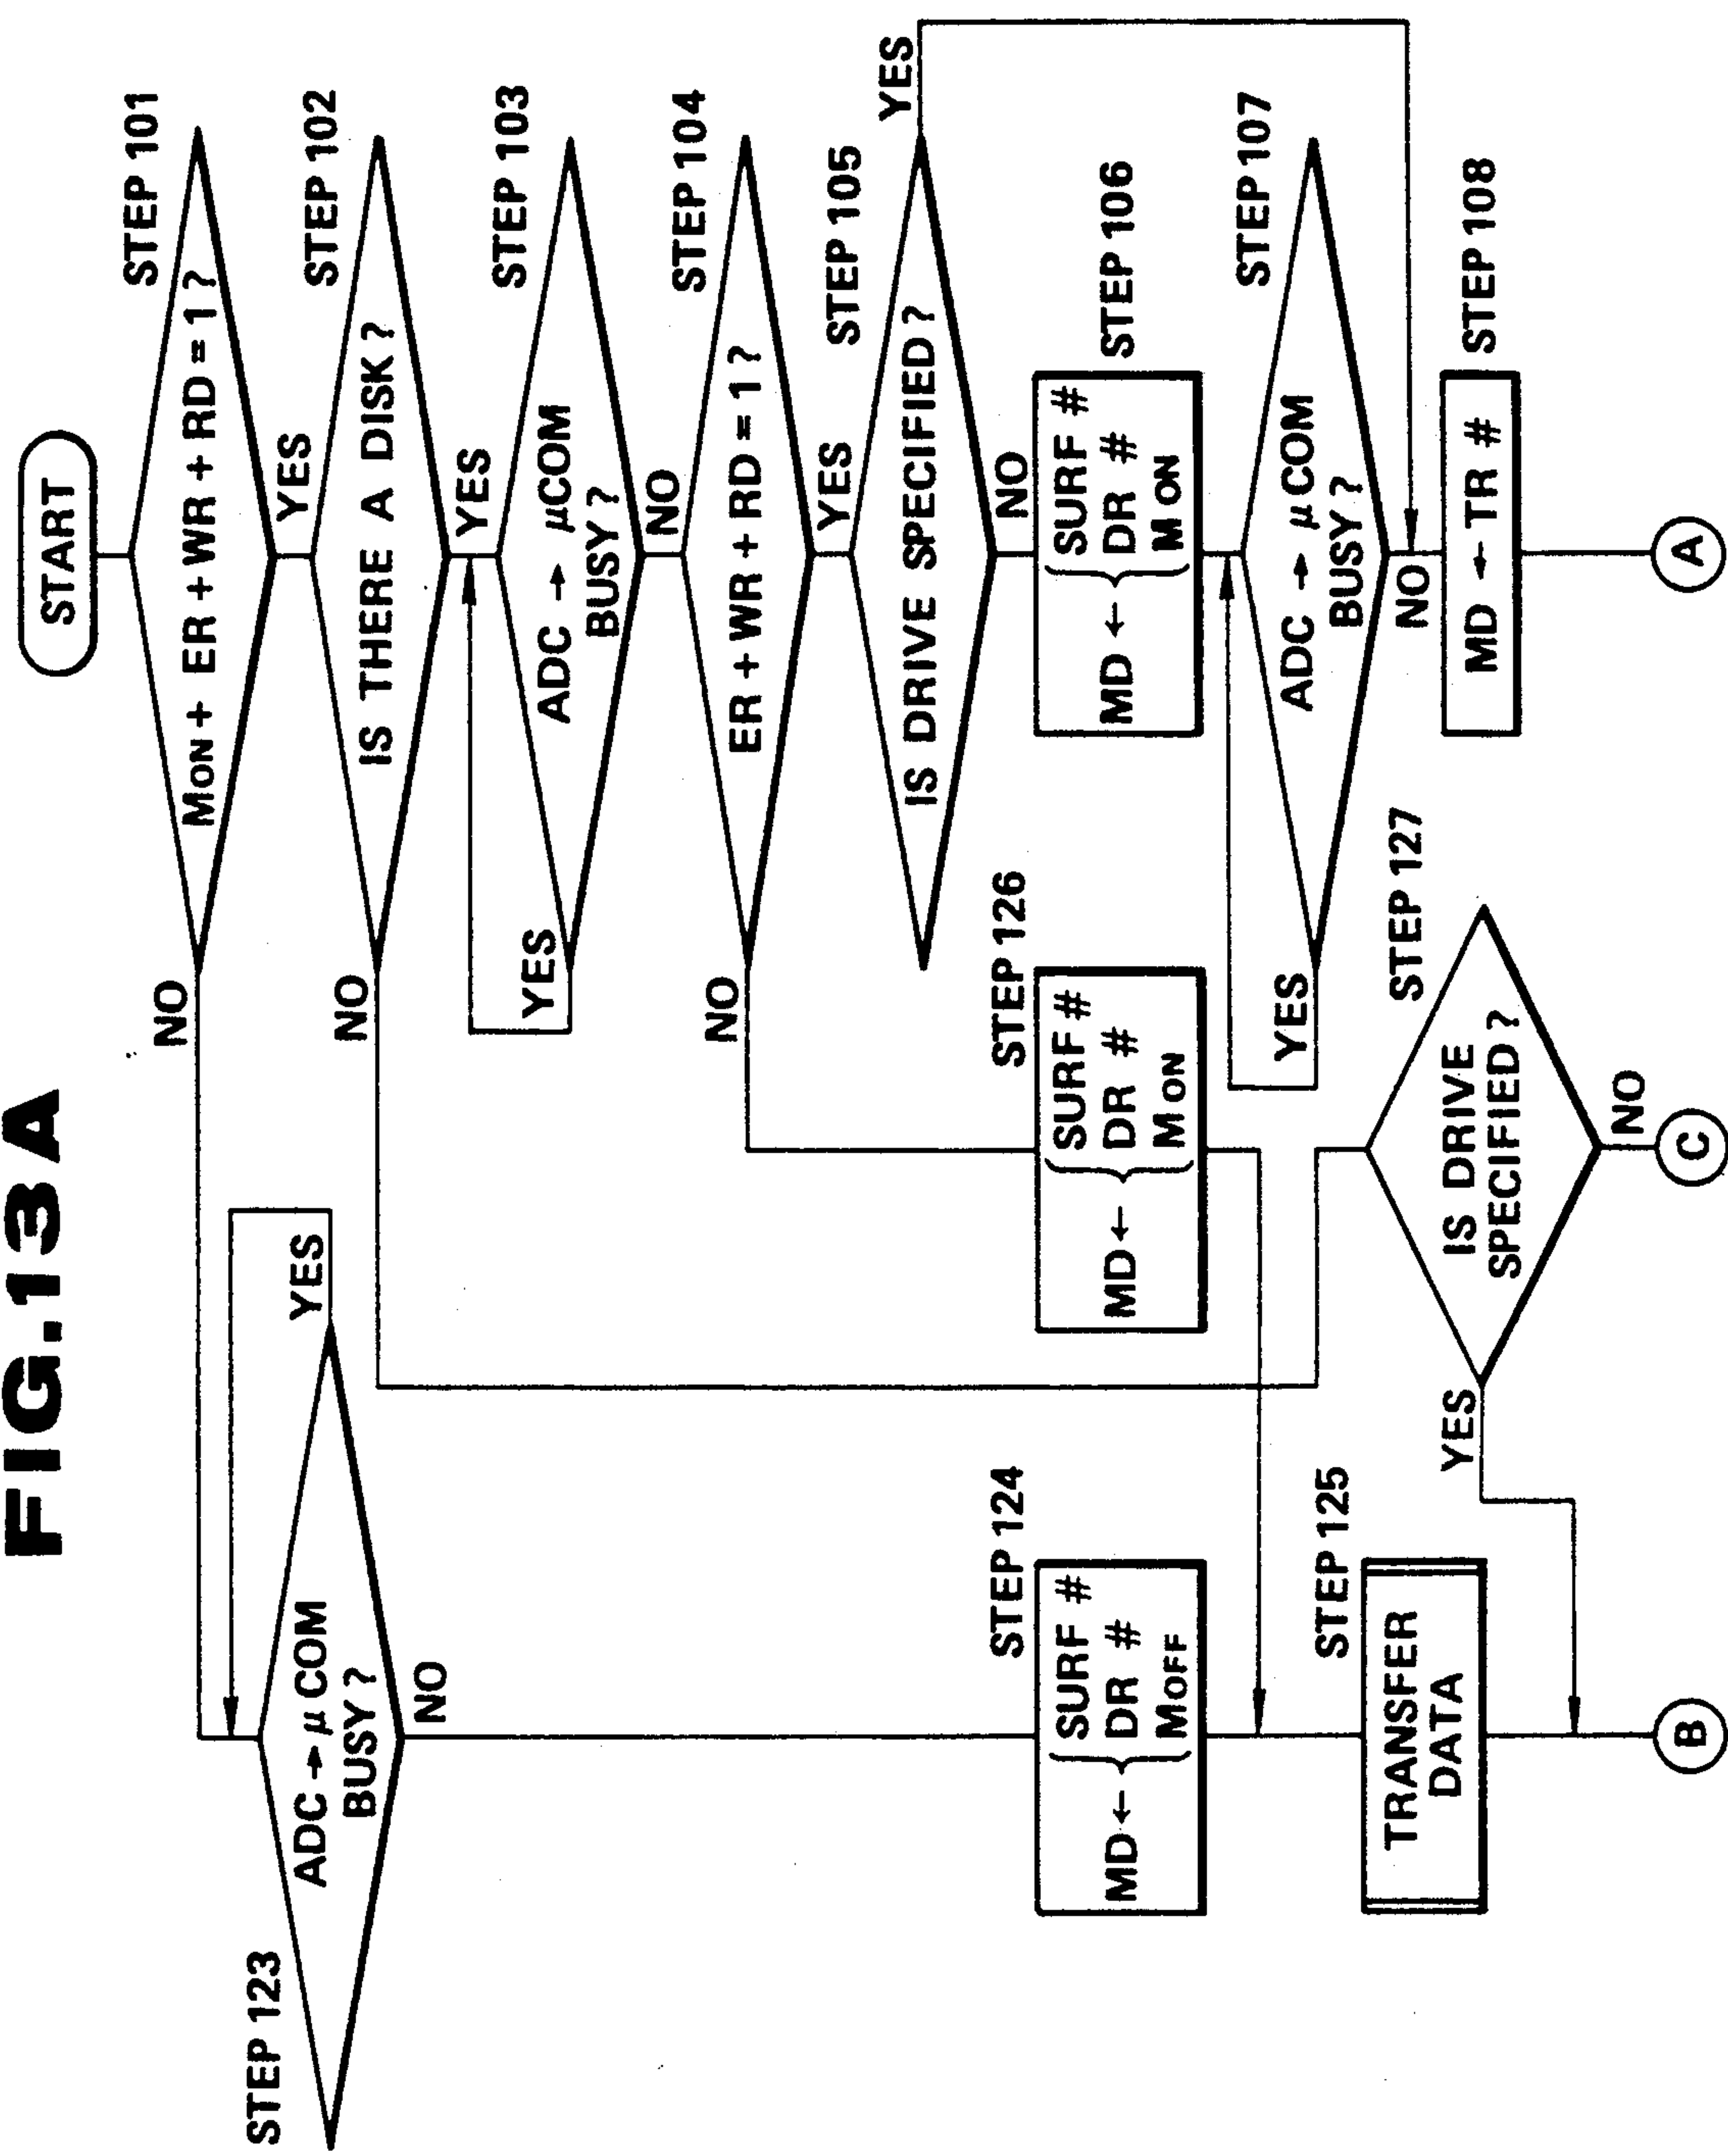 FIG.13A
START
STEP 101
MON + ER + WR + RD = 1 ?
NO
YES
STEP 102
IS THERE A DISK?
NO
YES
STEP 103
ADC → μCOM
BUSY?
YES
NO
STEP 104
ER + WR + RD = 1 ?
NO
YES
STEP 105
IS DRIVE SPECIFIED?
YES
NO
STEP 106
MD ← { SURF #
DR #
MON
STEP 107
ADC → μCOM
BUSY?
YES
NO
STEP 108
MD ← TR #
A
STEP 123
ADC → μCOM
BUSY?
YES
NO
STEP 124
MD ← { SURF #
DR #
MOFF
STEP 125
TRANSFER
DATA
B
STEP 126
MD ← { SURF #
DR #
MON
STEP 127
IS DRIVE
SPECIFIED?
YES
NO
C